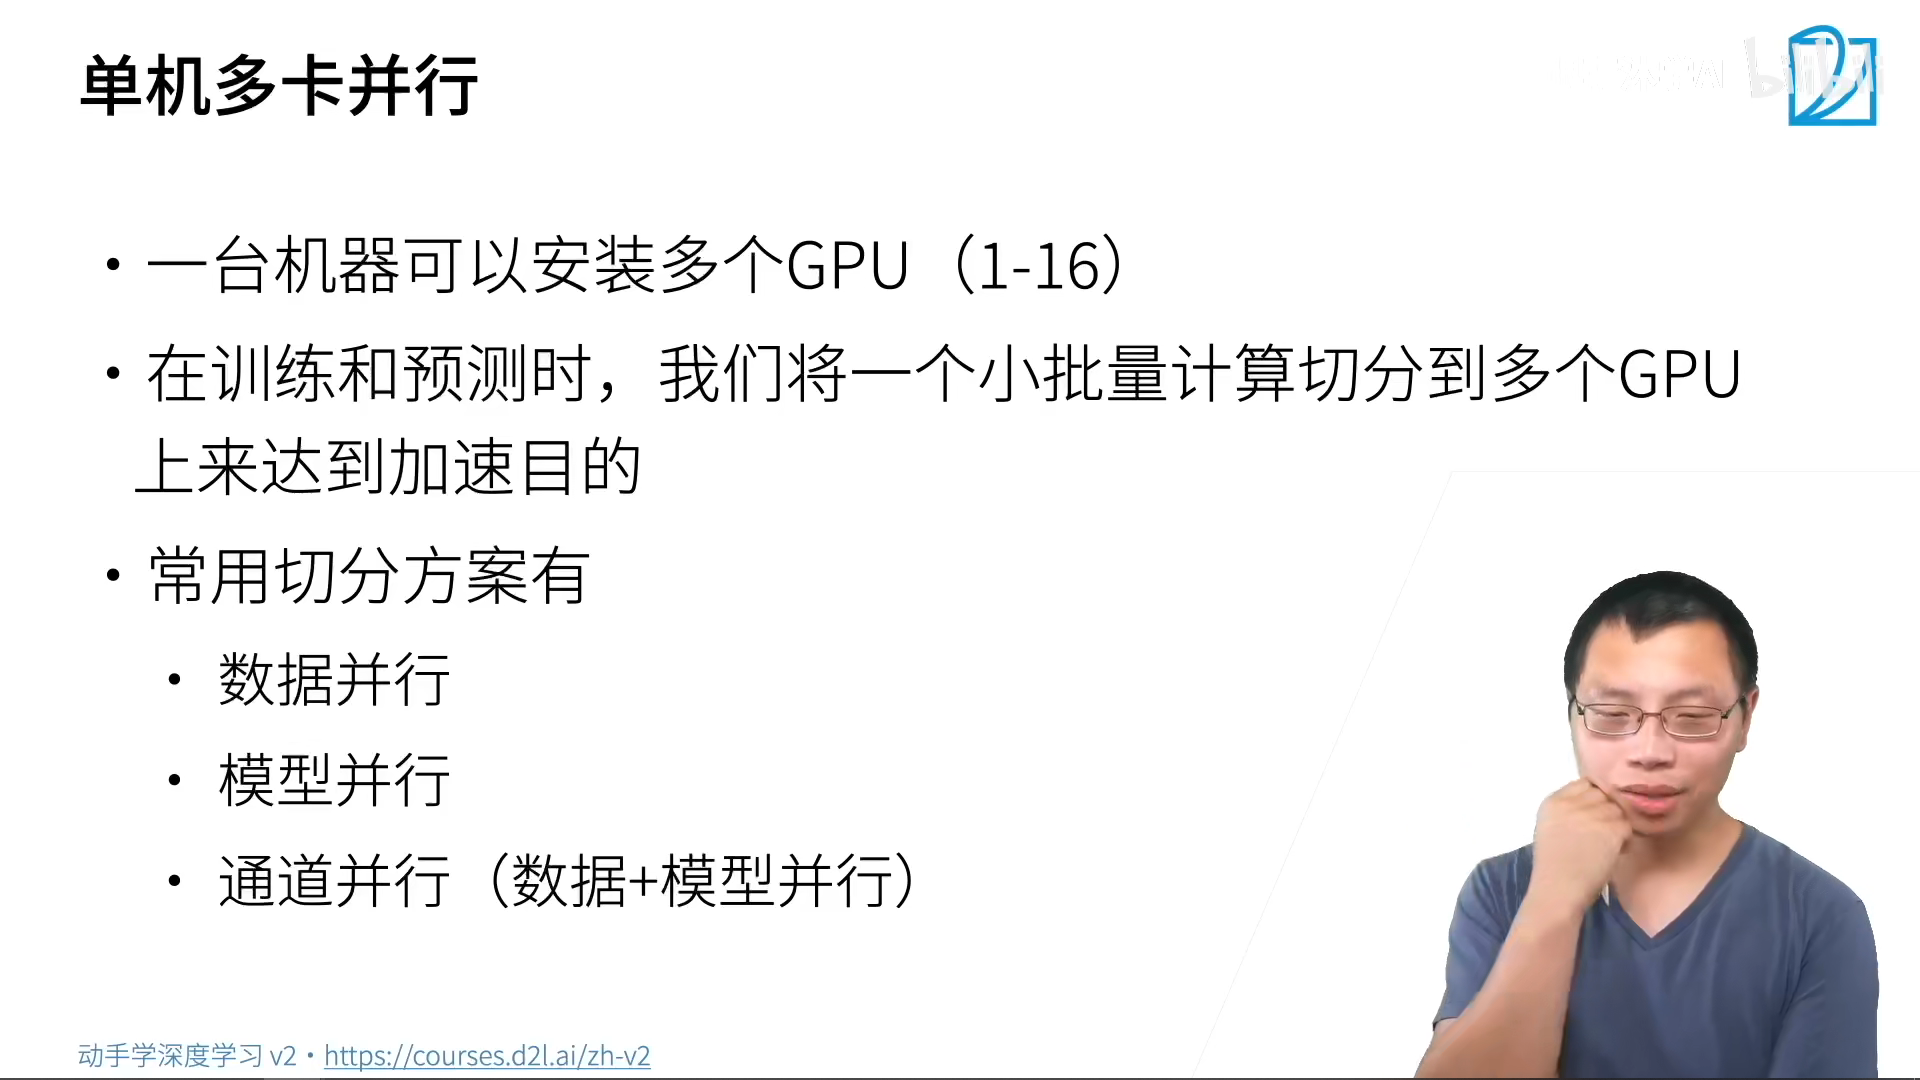 单机多卡并行
bilibili
• 一台机器可以安装多个GPU（1-16）
• 在训练和预测时，我们将一个小批量计算切分到多个GPU
上来达到加速目的
• 常用切分方案有
• 数据并行
• 模型并行
• 通道并行（数据+模型并行）
动手学深度学习 v2 • https://courses.d2l.ai/zh-v2